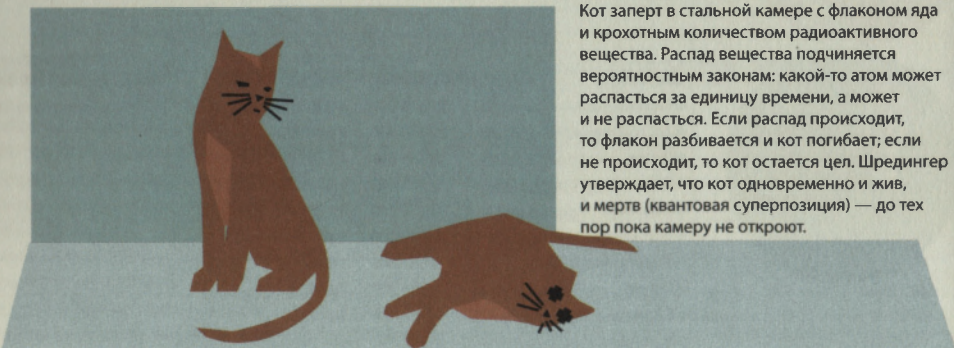 Кот заперт в стальной камере с флаконом яда
и крохотным количеством радиоактивного
вещества. Распад вещества подчиняется
вероятностным законам: какой-то атом может
распасться за единицу времени, а может
и не распасться. Если распад происходит,
то флакон разбивается и кот погибает; если
не происходит, то кот остается цел. Шредингер
утверждает, что кот одновременно и жив,
и мертв (квантовая суперпозиция) — до тех
пор пока камеру не откроют.